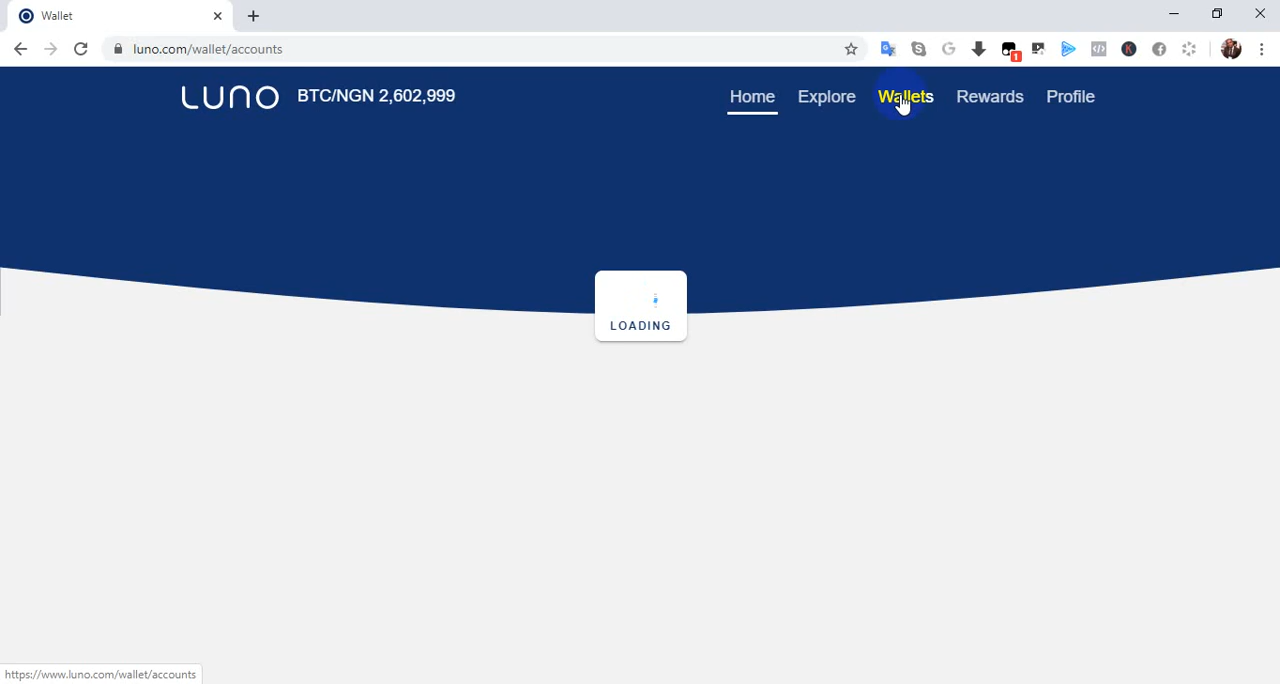 Wallet
luno.com/wallet/accounts
1
LUNO BTC/NGN 2,602,999 Home Explore Wallets Rewards Profile
LOADING
https://www.luno.com/wallet/accounts